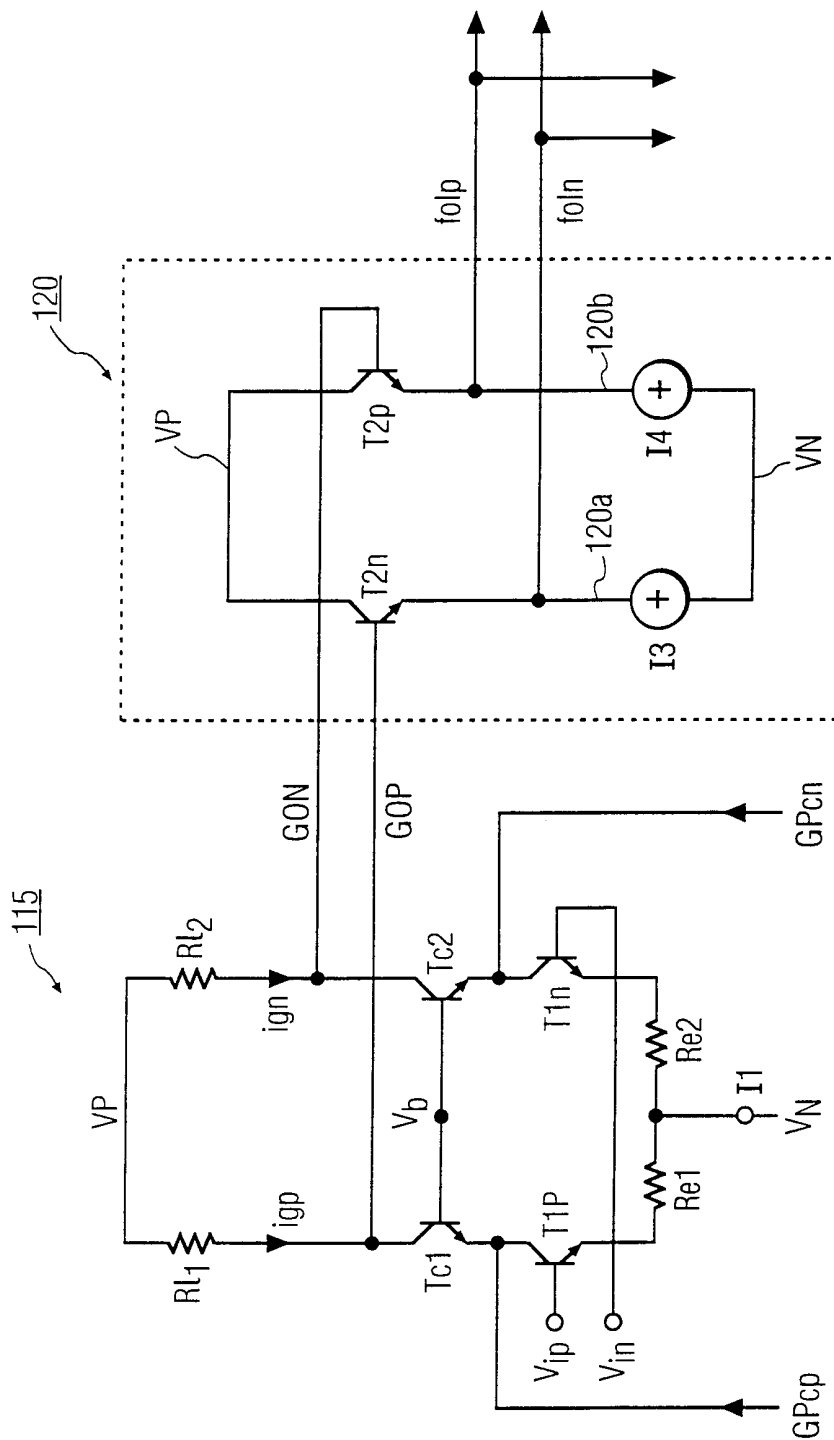 115
120
VP
VP
Rl1
Rl2
igp
ign
GON
GOP
T2n
T2p
folp
foln
Tc1
Vb
Tc2
120a
120b
Vip
T1P
T1n
I3
I4
Vin
Re1
Re2
I1
VN
VN
GPcp
GPcn